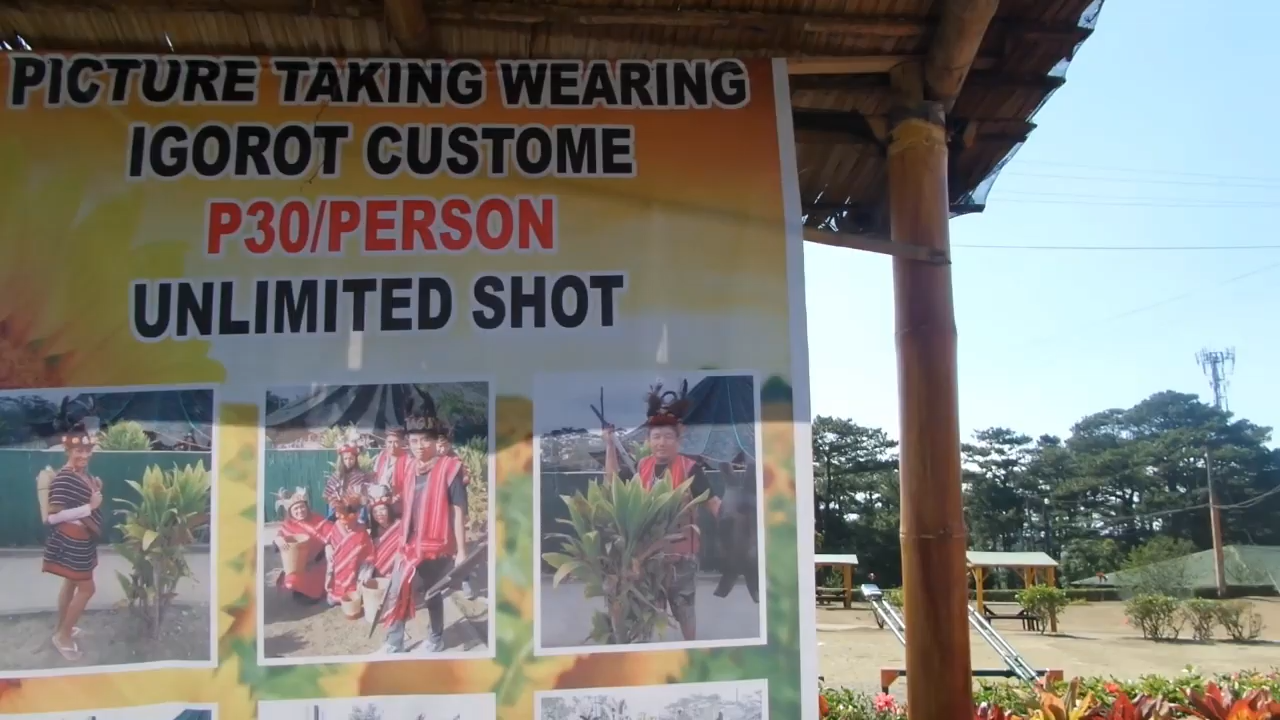 PICTURE TAKING WEARING
IGOROT CUSTOME
P30/PERSON
UNLIMITED SHOT